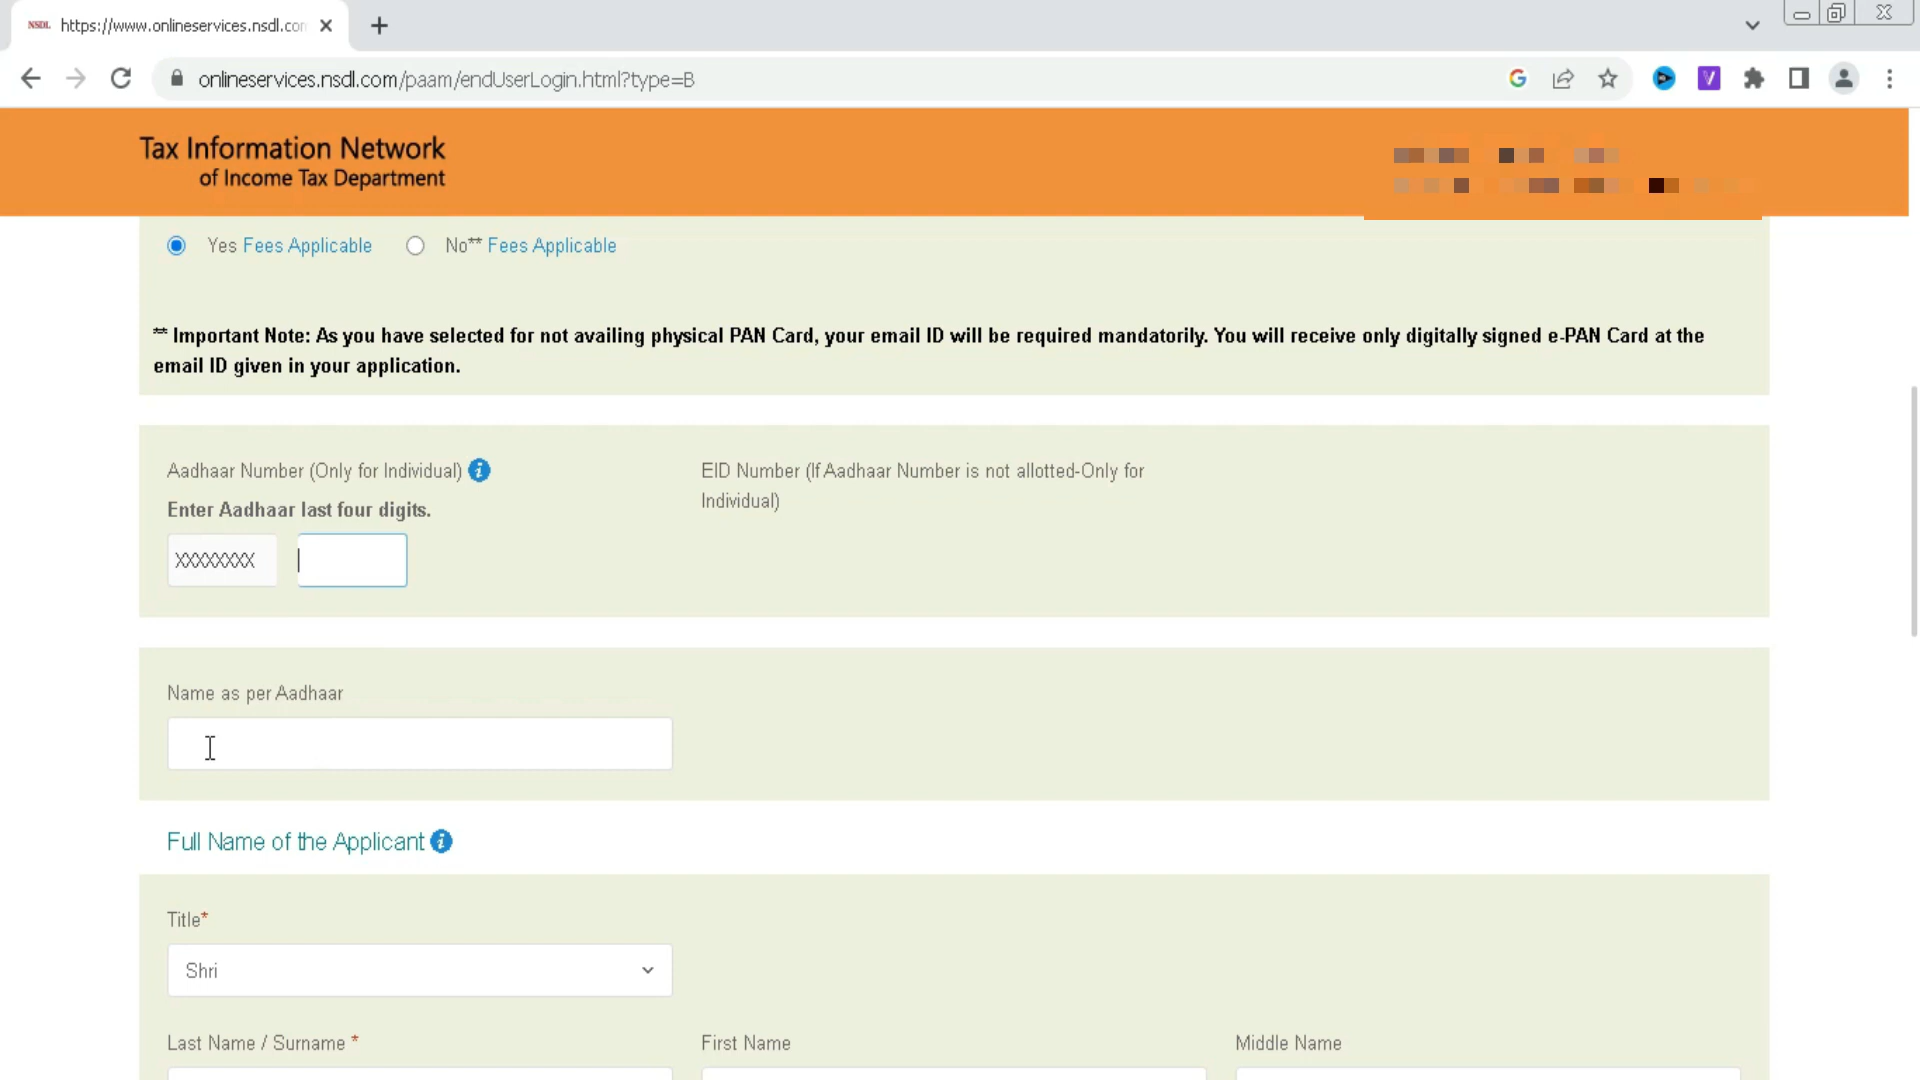 NSDL https://www.onlineservices.nsdl.com
onlineservices.nsdl.com/paam/endUserLogin.html?type=B
Tax Information Network
of Income Tax Department
Yes Fees Applicable No** Fees Applicable
** Important Note: As you have selected for not availing physical PAN Card, your email ID will be required mandatorily. You will receive only digitally signed e-PAN Card at the
email ID given in your application.
Aadhaar Number (Only for Individual)
EID Number (If Aadhaar Number is not allotted-Only for
Individual)
Enter Aadhaar last four digits.
XXXXXXXX
Name as per Aadhaar
Full Name of the Applicant
Title*
Shri
Last Name / Surname * First Name Middle Name